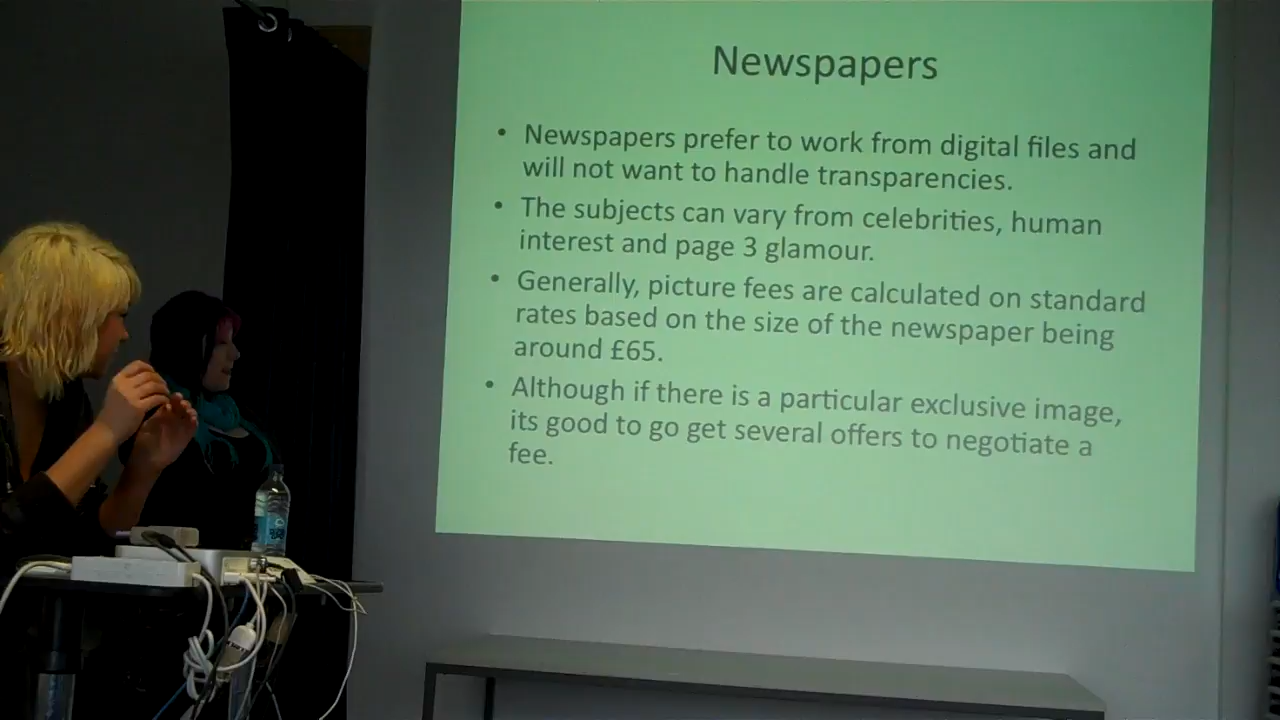 Newspapers
• Newspapers prefer to work from digital files and
will not want to handle transparencies.
• The subjects can vary from celebrities, human
interest and page 3 glamour.
• Generally, picture fees are calculated on standard
rates based on the size of the newspaper being
around £65.
• Although if there is a particular exclusive image,
its good to go get several offers to negotiate a
fee.